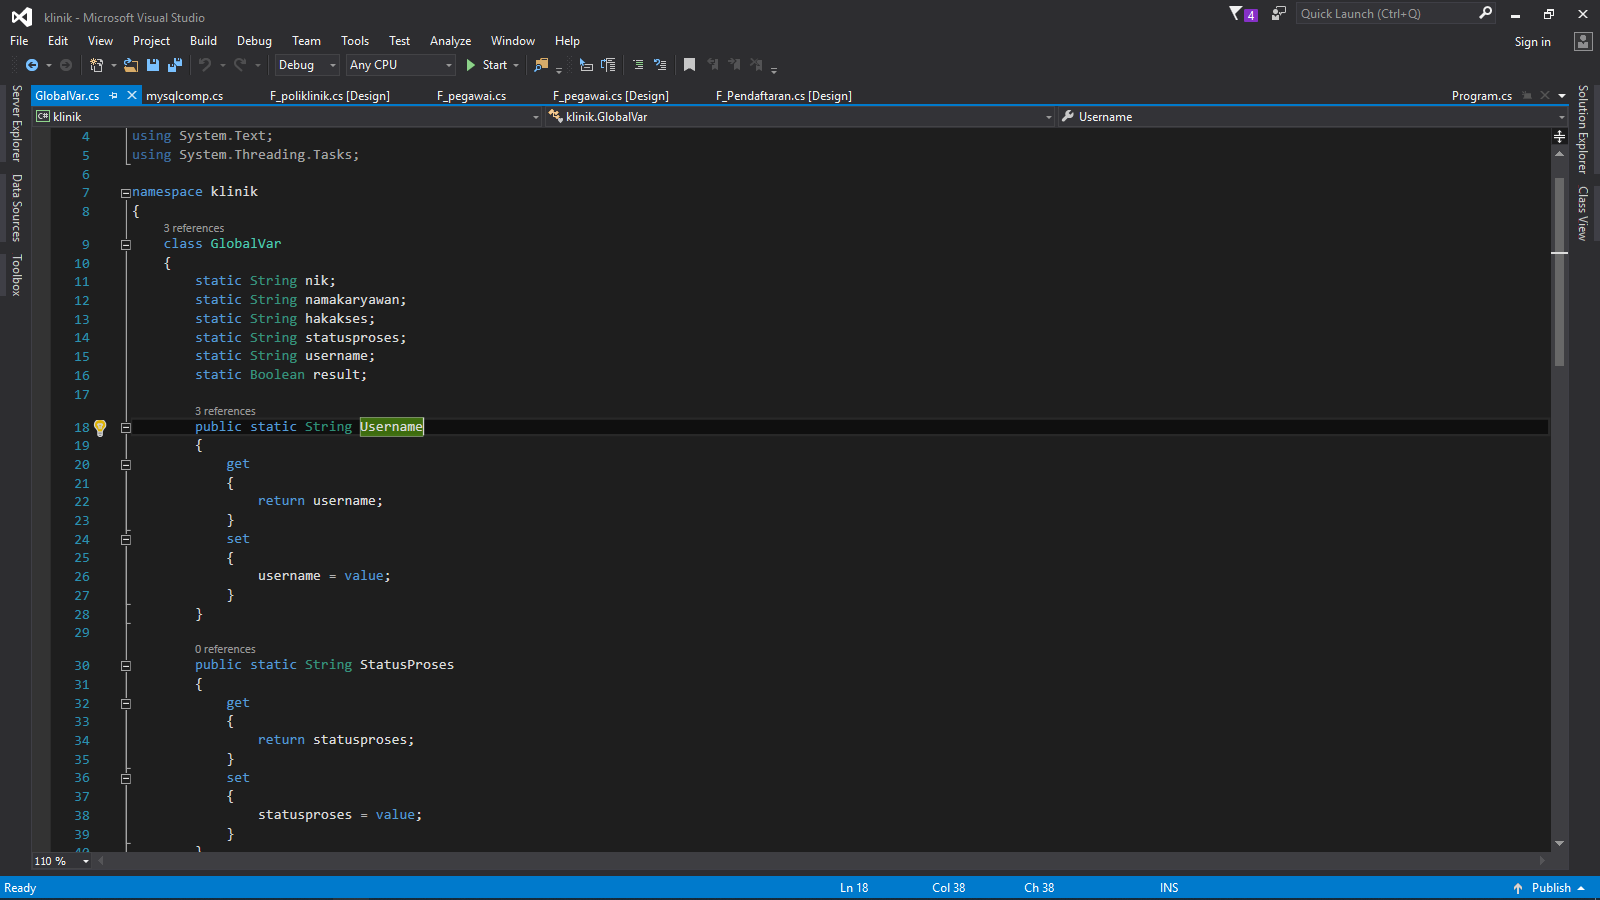 klinik - Microsoft Visual Studio
4
Quick Launch (Ctrl+Q)
File Edit View Project Build Debug Team Tools Test Analyze Window Help
Sign in
Debug Any CPU Start
GlobalVar.cs mysqlcomp.cs F_poliklinik.cs [Design] F_pegawai.cs F_pegawai.cs [Design] F_Pendaftaran.cs [Design] Program.cs
C# klinik klinik.GlobalVar Username
Server Explorer
Data Sources
Toolbox
Solution Explorer
Class View
4 using System.Text;
5 using System.Threading.Tasks;
6
7 namespace klinik
8 {
3 references
9 class GlobalVar
10 {
11 static String nik;
12 static String namakaryawan;
13 static String hakakses;
14 static String statusproses;
15 static String username;
16 static Boolean result;
17
3 references
18 public static String Username
19 {
20 get
21 {
22 return username;
23 }
24 set
25 {
26 username = value;
27 }
28 }
29
0 references
30 public static String StatusProses
31 {
32 get
33 {
34 return statusproses;
35 }
36 set
37 {
38 statusproses = value;
39 }
40 }
110 %
Ready Ln 18 Col 38 Ch 38 INS Publish